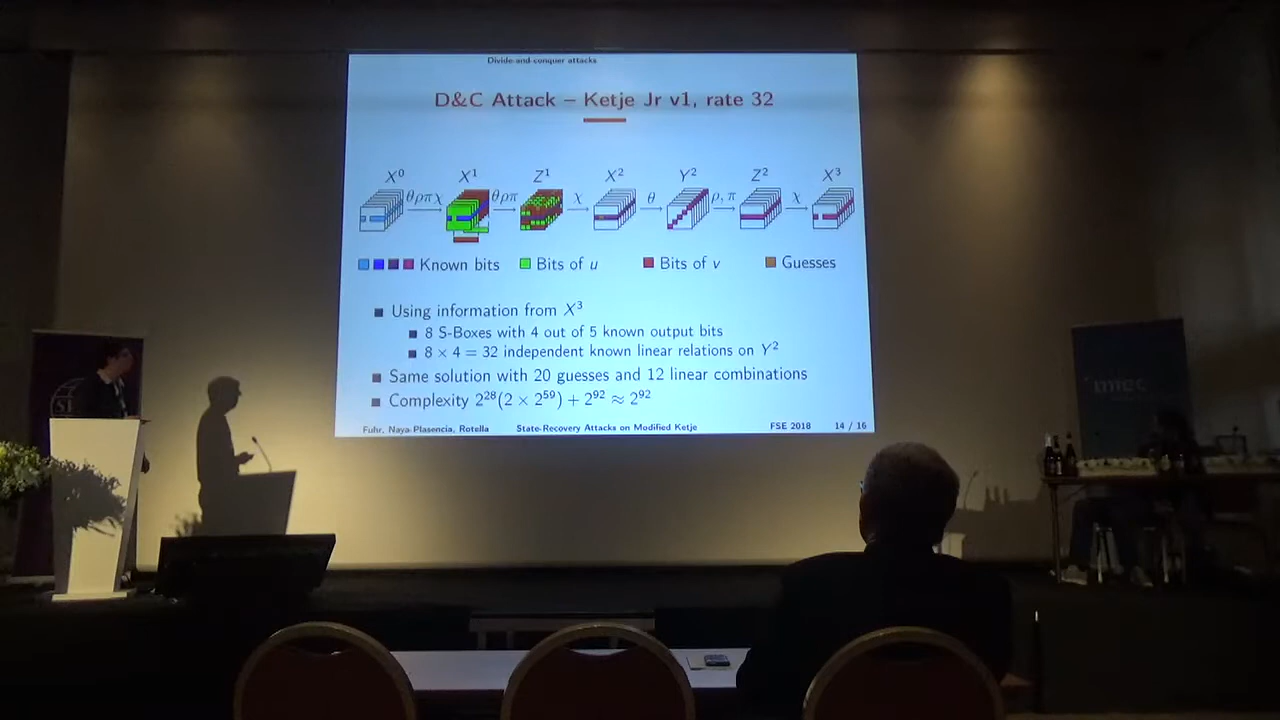 Divide-and-conquer attacks
D&C Attack – Ketje Jr v1, rate 32
X⁰ X¹ Z¹ X² Y² Z² X³
θρπχ θρπ χ θ ρ, π χ
Known bits Bits of u Bits of v Guesses
Using information from X³
8 S-Boxes with 4 out of 5 known output bits
8 × 4 = 32 independent known linear relations on Y²
Same solution with 20 guesses and 12 linear combinations
Complexity 2²⁸(2 × 2⁵⁹) + 2⁹² ≈ 2⁹²
Fuhr, Naya-Plasencia, Rotella State-Recovery Attacks on Modified Ketje FSE 2018 14 / 16
imec